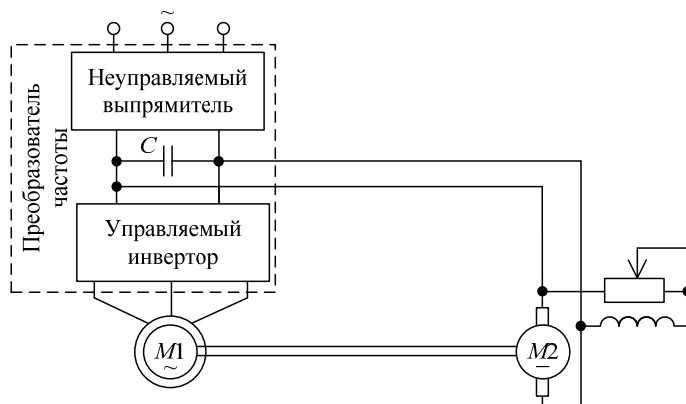 ~
Неуправляемый
выпрямитель
C
Преобразователь
частоты
Управляемый
инвертор
M1
~
M2
–